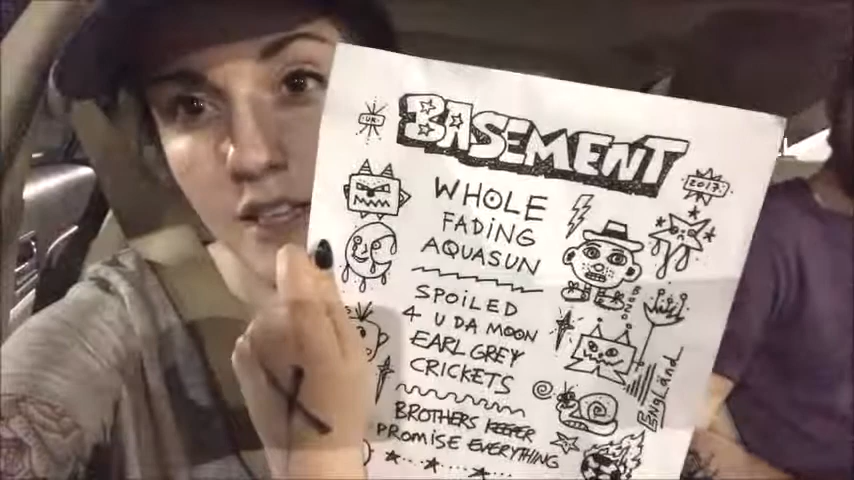 BASEMENT
UK
2017
WHOLE
FADING
AQUASUN
SPOILED
4 U DA MOON
EARL GREY
CRICKETS
BROTHERS KEEPER
PROMISE EVERYTHING
ENGLAND
X